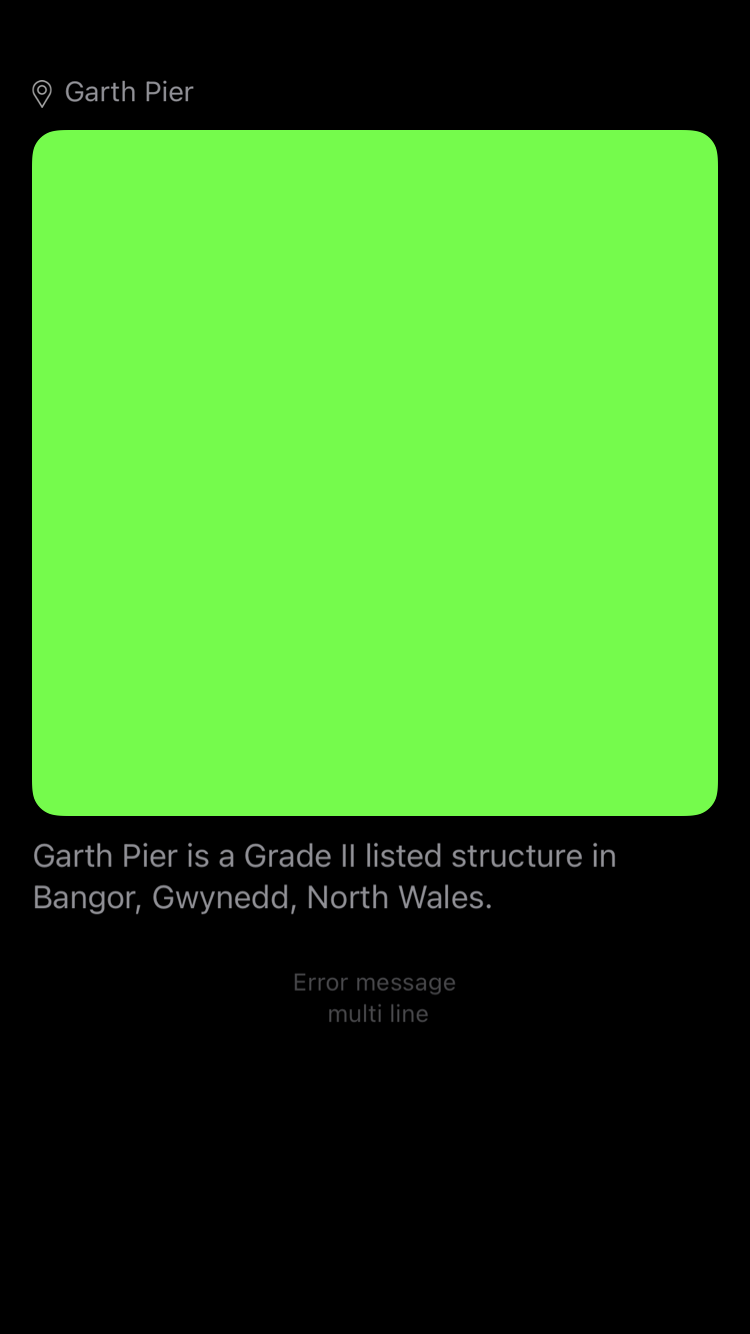 Garth Pier
Garth Pier is a Grade II listed structure in
Bangor, Gwynedd, North Wales.
Error message
multi line